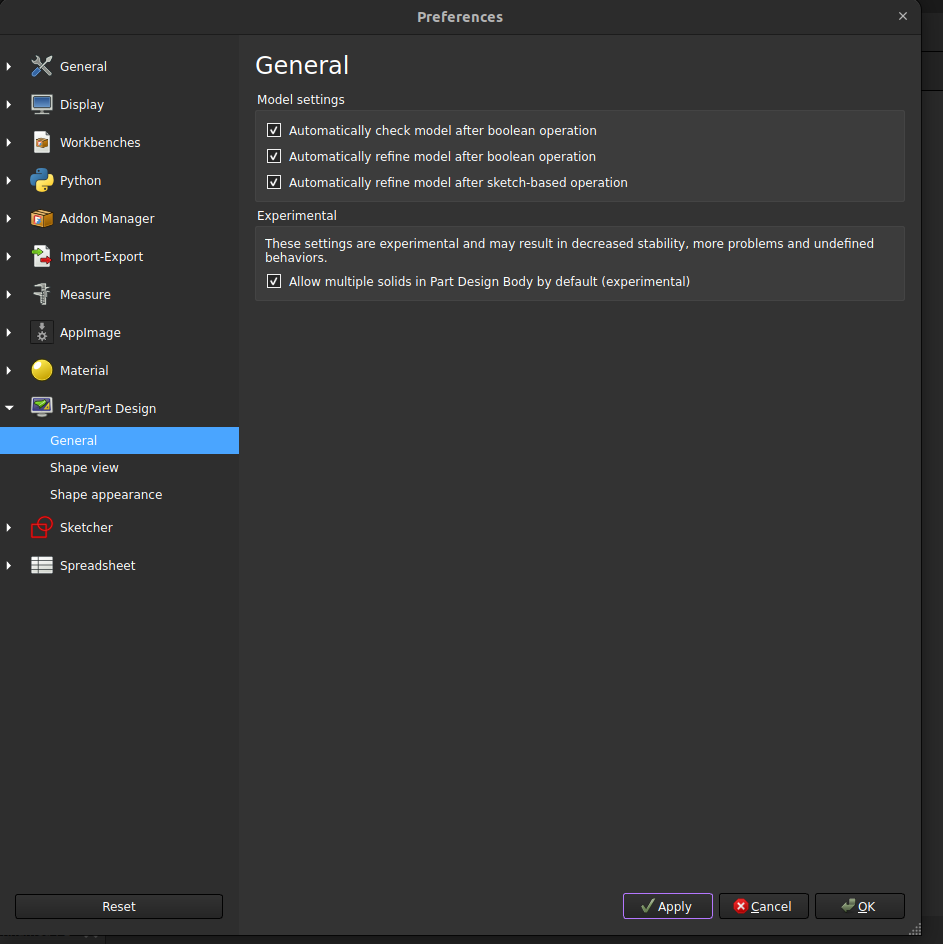 Preferences
General
Display
Workbenches
Python
Addon Manager
Import-Export
Measure
AppImage
Material
Part/Part Design
General
Shape view
Shape appearance
Sketcher
Spreadsheet
Reset
General
Model settings
Automatically check model after boolean operation
Automatically refine model after boolean operation
Automatically refine model after sketch-based operation
Experimental
These settings are experimental and may result in decreased stability, more problems and undefined
behaviors.
Allow multiple solids in Part Design Body by default (experimental)
Apply
Cancel
OK